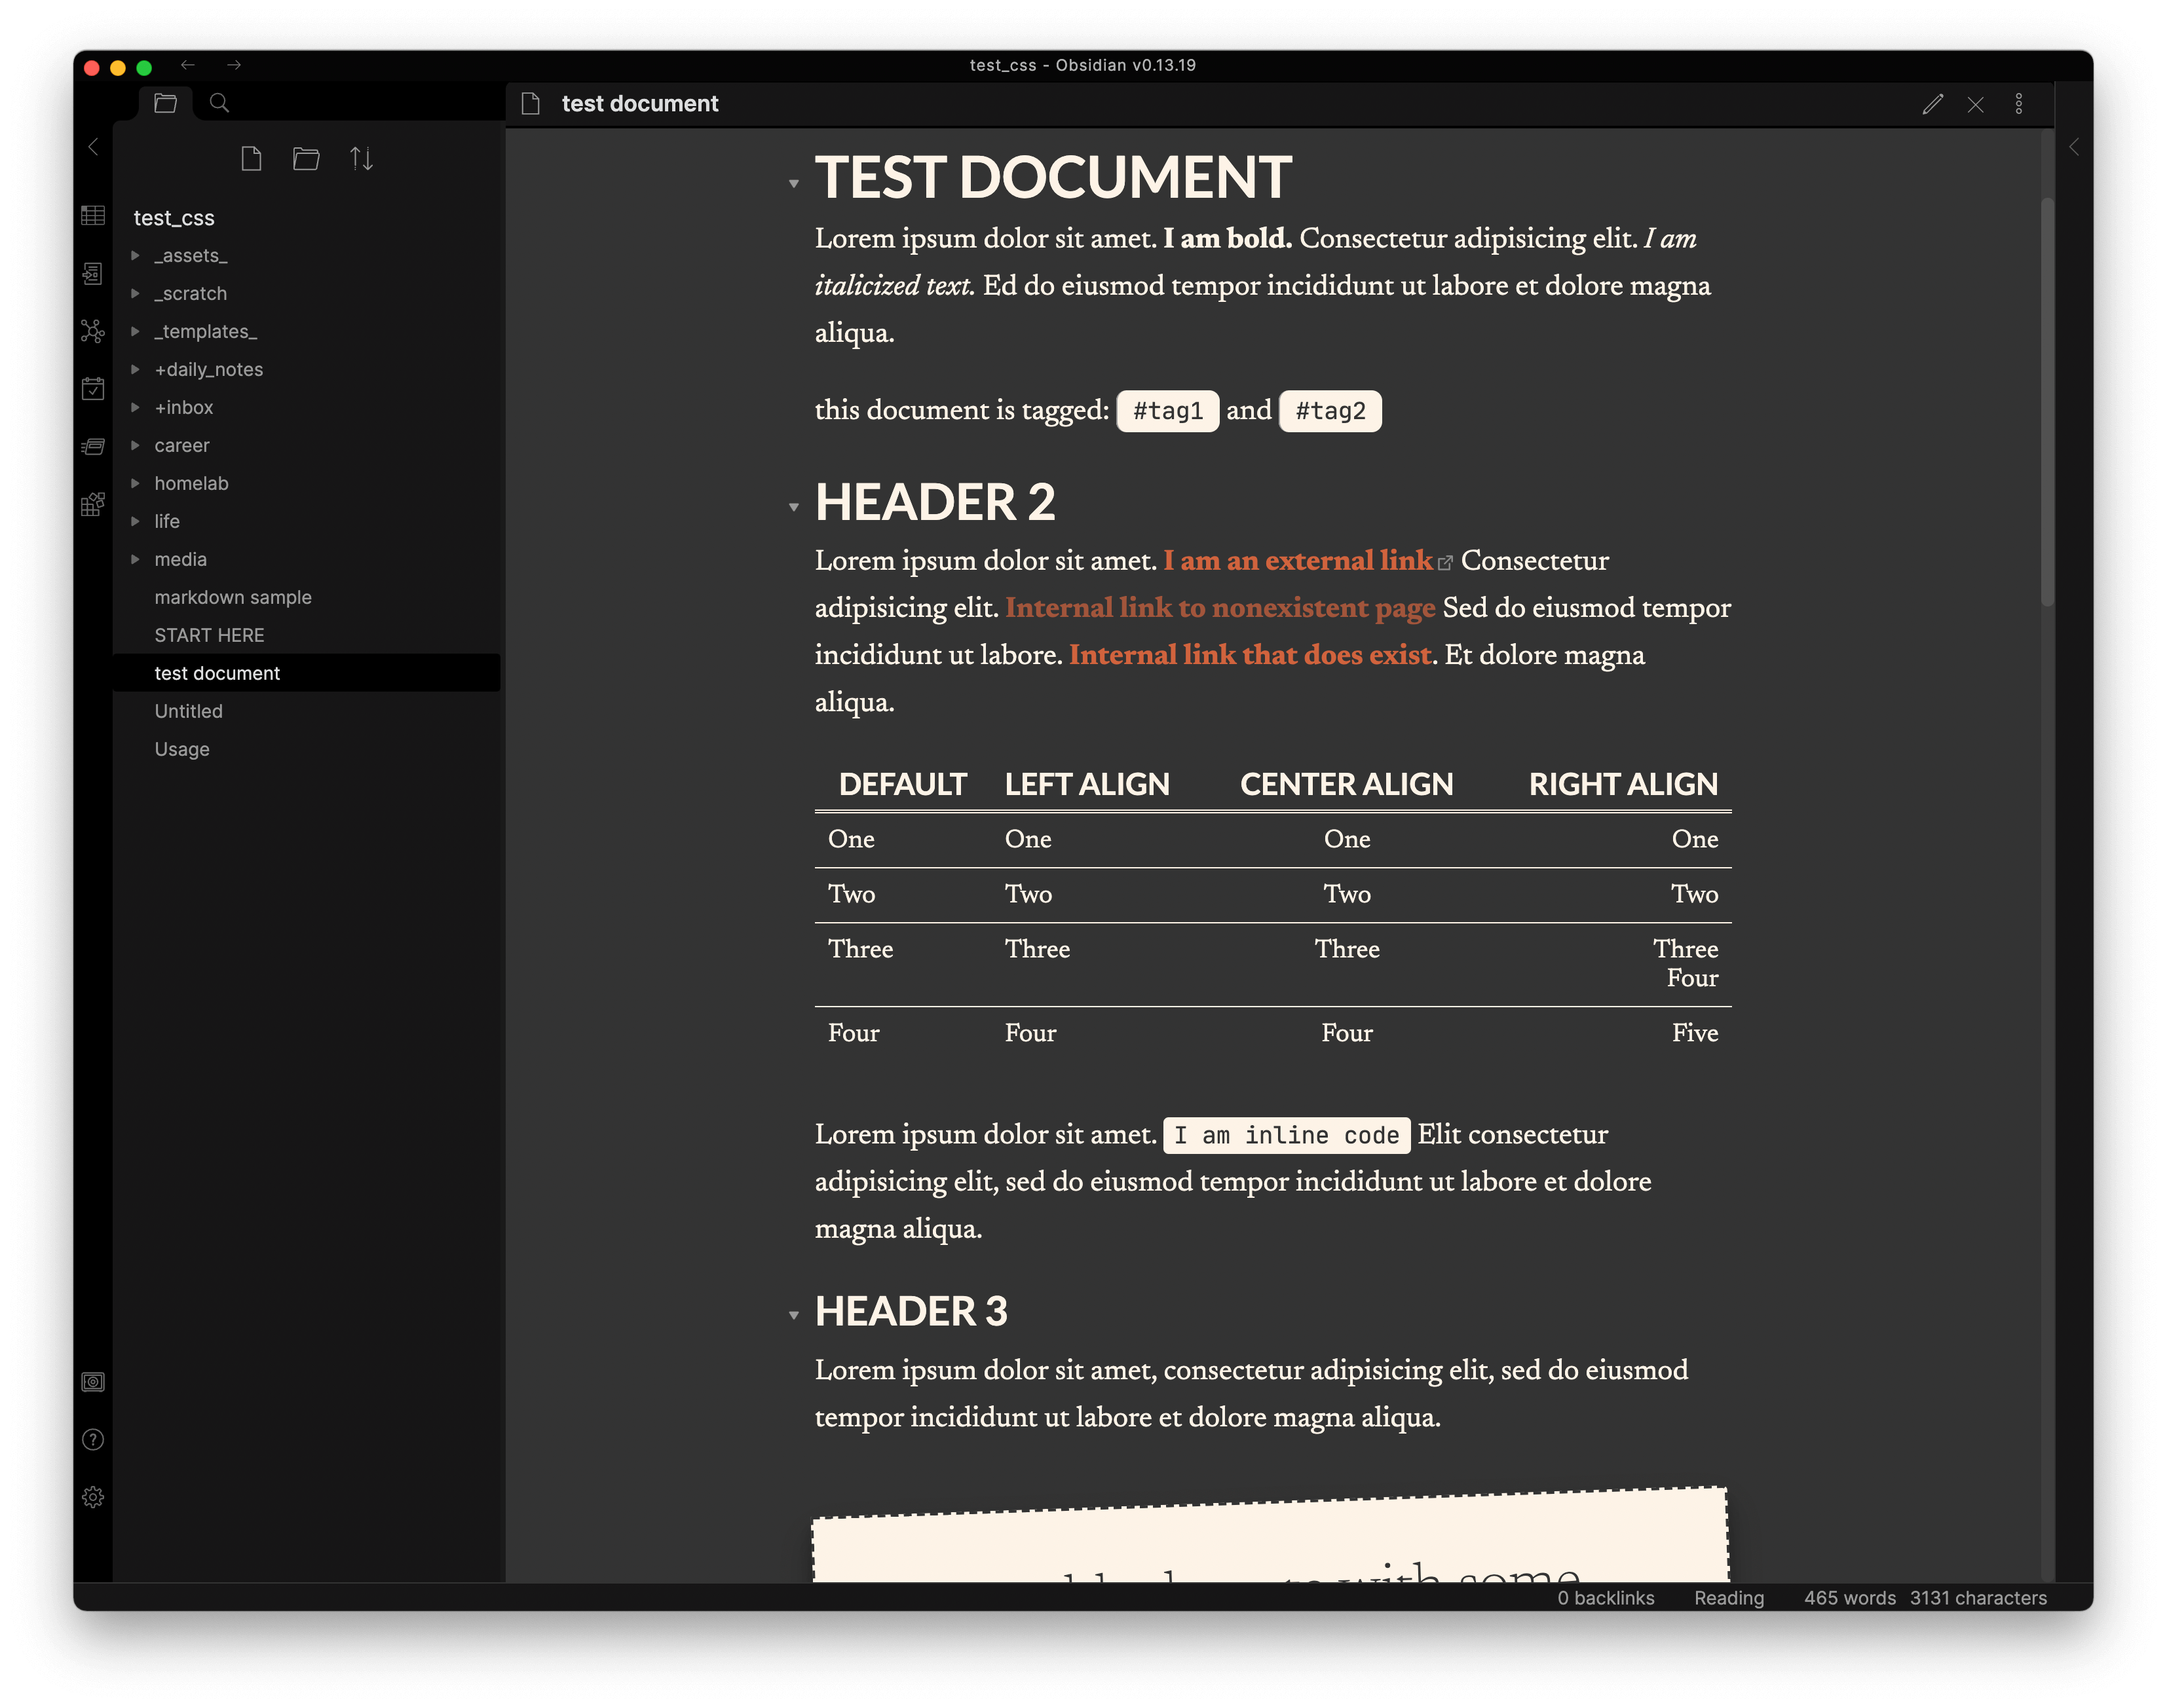 test_css - Obsidian v0.13.19
test document
test_css
_assets_
_scratch
_templates_
+daily_notes
+inbox
career
homelab
life
media
markdown sample
START HERE
test document
Untitled
Usage
TEST DOCUMENT
Lorem ipsum dolor sit amet. I am bold. Consectetur adipisicing elit. I am
italicized text. Ed do eiusmod tempor incididunt ut labore et dolore magna
aliqua.
this document is tagged: #tag1 and #tag2
HEADER 2
Lorem ipsum dolor sit amet. I am an external link Consectetur
adipisicing elit. Internal link to nonexistent page Sed do eiusmod tempor
incididunt ut labore. Internal link that does exist. Et dolore magna
aliqua.
DEFAULT LEFT ALIGN CENTER ALIGN RIGHT ALIGN
One One One One
Two Two Two Two
Three Three Three Three
Four
Four Four Four Five
Lorem ipsum dolor sit amet. I am inline code Elit consectetur
adipisicing elit, sed do eiusmod tempor incididunt ut labore et dolore
magna aliqua.
HEADER 3
Lorem ipsum dolor sit amet, consectetur adipisicing elit, sed do eiusmod
tempor incididunt ut labore et dolore magna aliqua.
with some
0 backlinks Reading 465 words 3131 characters